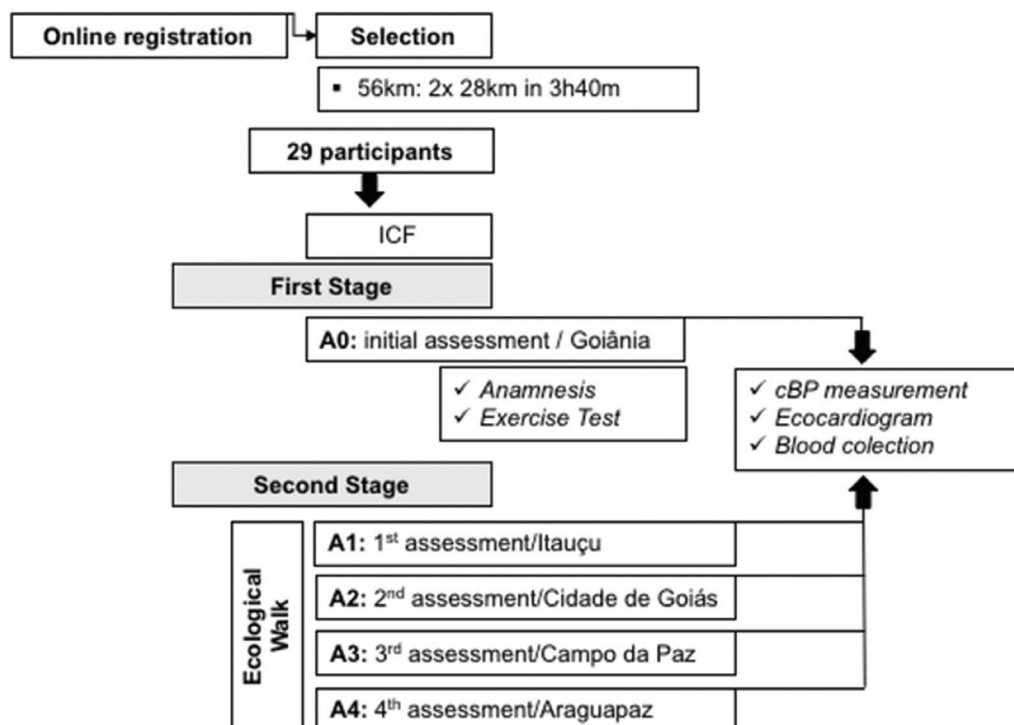 Online registration
Selection
▪ 56km: 2x 28km in 3h40m
29 participants
ICF
First Stage
A0: initial assessment / Goiânia
✓ Anamnesis
✓ Exercise Test
✓ cBP measurement
✓ Ecocardiogram
✓ Blood colection
Second Stage
Ecological
Walk
A1: 1st assessment/Itauçu
A2: 2nd assessment/Cidade de Goiás
A3: 3rd assessment/Campo da Paz
A4: 4th assessment/Araguapaz